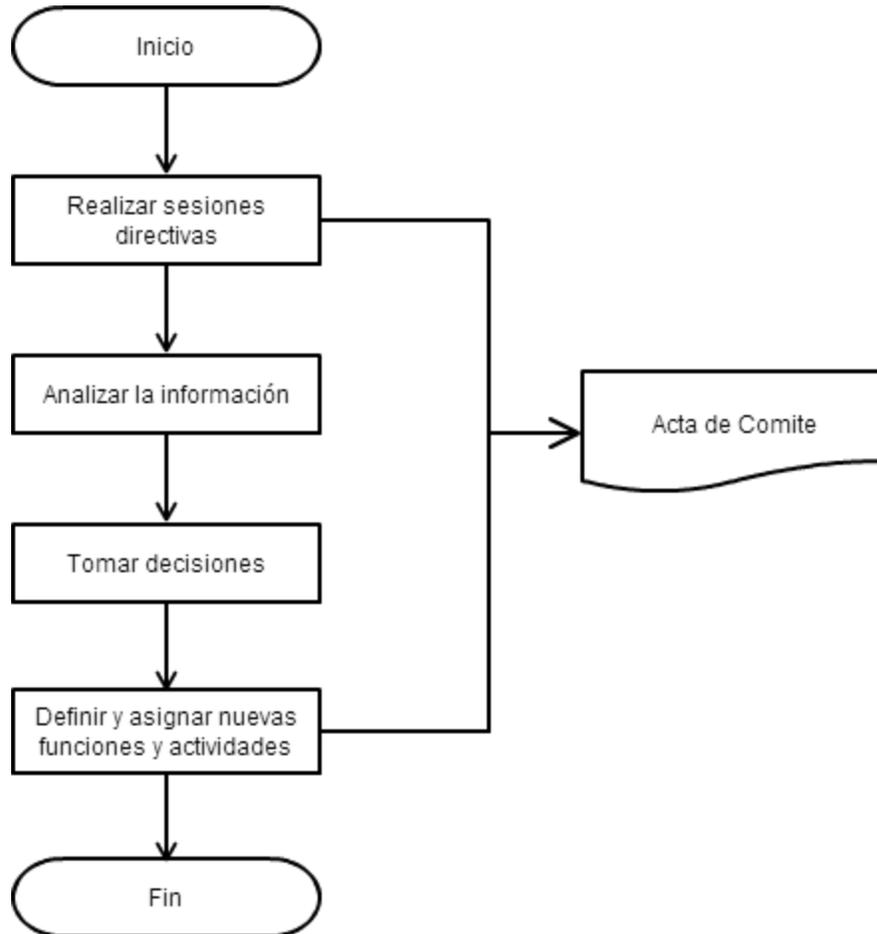 Inicio
Realizar sesiones
directivas
Analizar la información
Acta de Comite
Tomar decisiones
Definir y asignar nuevas
funciones y actividades
Fin